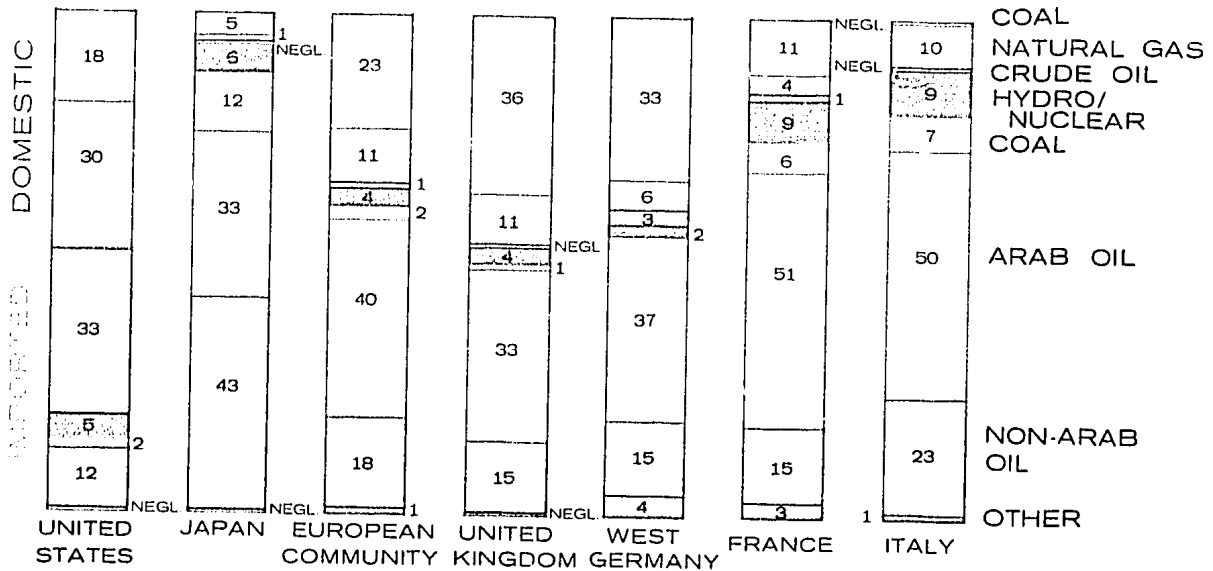 DOMESTIC
IMPORTED
18
30
33
5
2
12
NEGL.
UNITED
STATES
5
1
NEGL
6
12
33
43
NEGL.
JAPAN
23
11
1
4
2
40
18
1
EUROPEAN
COMMUNITY
36
11
NEGL
4
1
33
15
NEGL.
UNITED
KINGDOM
33
6
3
2
37
15
4
WEST
GERMANY
11
4
1
9
6
51
15
3
FRANCE
NEGL.
10
NEGL
9
7
50
23
1
ITALY
COAL
NATURAL GAS
CRUDE OIL
HYDRO/
NUCLEAR
COAL
ARAB OIL
NON-ARAB
OIL
OTHER